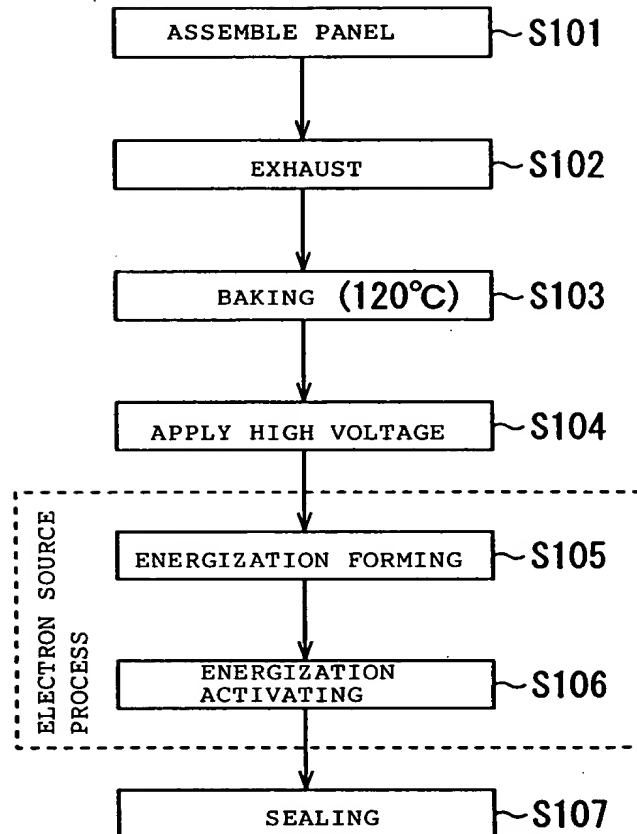 ASSEMBLE PANEL S101
EXHAUST S102
BAKING (120°C) S103
APPLY HIGH VOLTAGE S104
ELECTRON SOURCE
PROCESS
ENERGIZATION FORMING S105
ENERGIZATION
ACTIVATING S106
SEALING S107